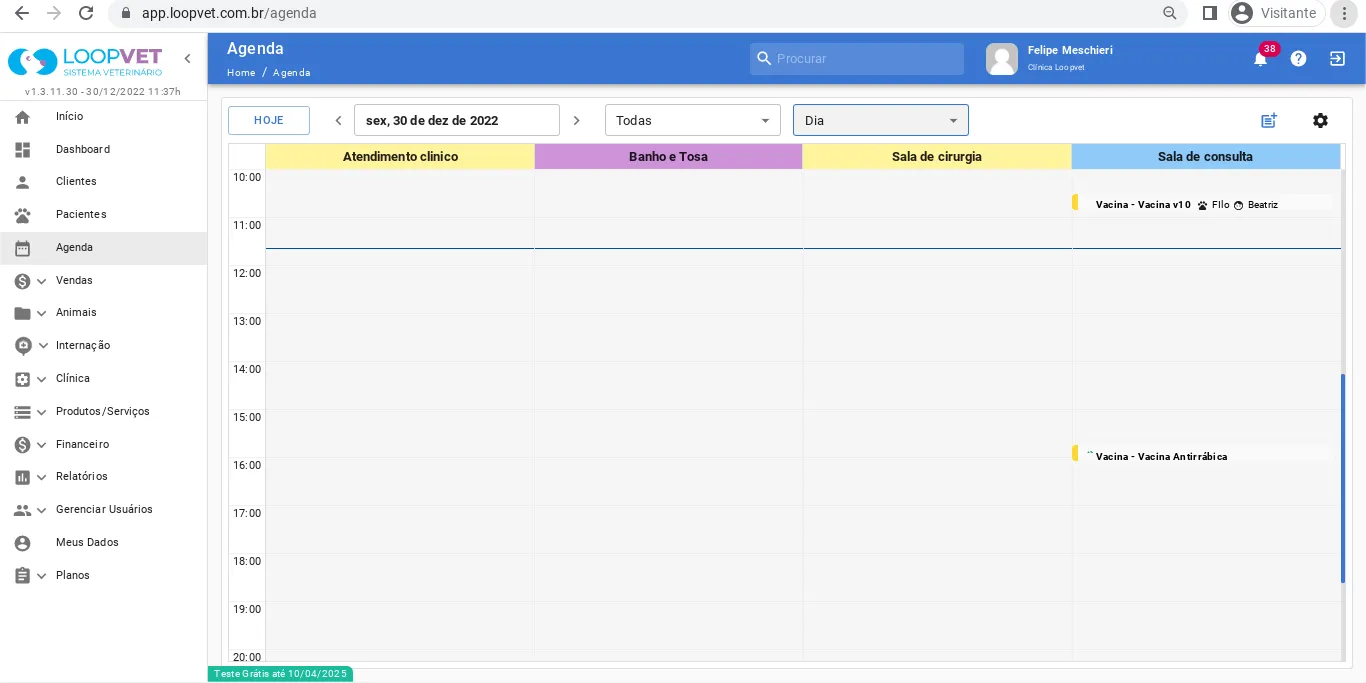 app.loopvet.com.br/agenda
Visitante
LOOPVET
SISTEMA VETERINÁRIO
v1.3.11.30 - 30/12/2022 11:37h
Agenda
Home / Agenda
Procurar
Felipe Meschieri
Clínica Loopvet
38
Início
Dashboard
Clientes
Pacientes
Agenda
Vendas
Animais
Internação
Clínica
Produtos/Serviços
Financeiro
Relatórios
Gerenciar Usuários
Meus Dados
Planos
HOJE
sex, 30 de dez de 2022
Todas
Dia
Atendimento clinico
Banho e Tosa
Sala de cirurgia
Sala de consulta
10:00
Vacina - Vacina v10 FIlo Beatriz
11:00
12:00
13:00
14:00
15:00
Vacina - Vacina Antirrábica
16:00
17:00
18:00
19:00
20:00
Teste Grátis até 10/04/2025